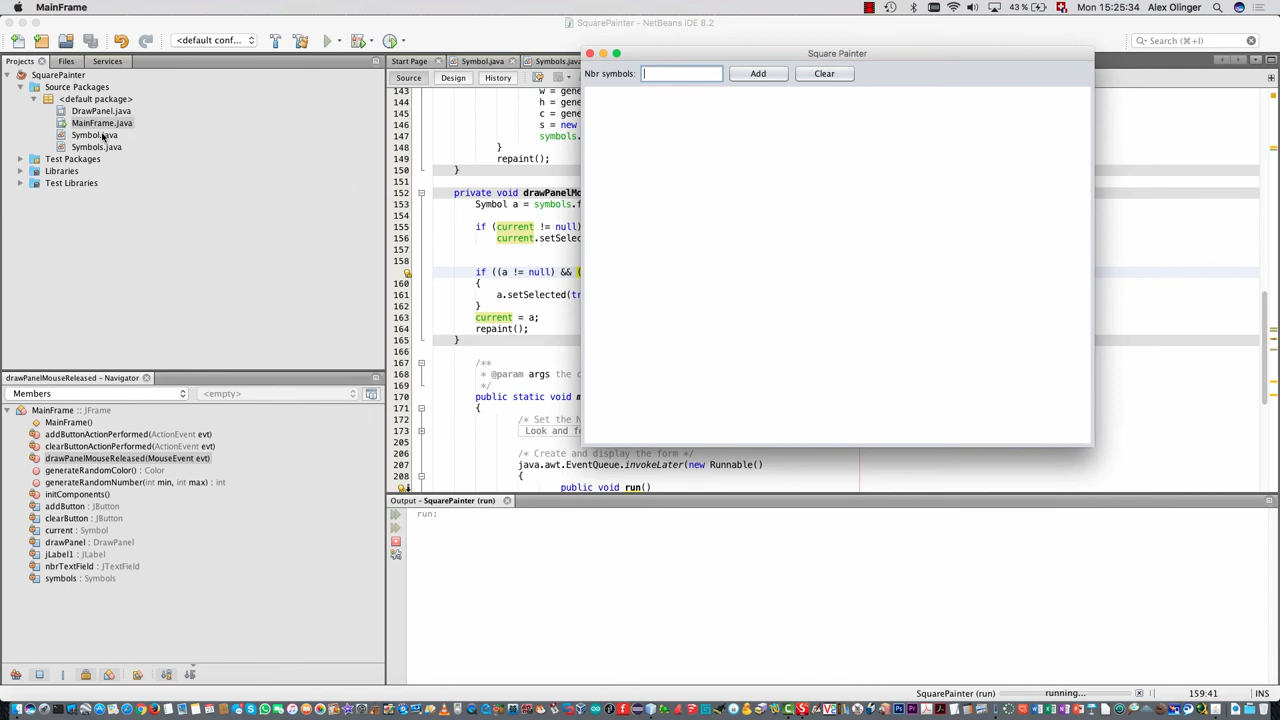 MainFrame
43 %
Mon 15:25:34
Alex Olinger
SquarePainter - NetBeans IDE 8.2
<default conf...
Search (⌘+I)
Projects
Files
Services
SquarePainter
Source Packages
<default package>
DrawPanel.java
MainFrame.java
Symbol.java
Symbols.java
Test Packages
Libraries
Test Libraries
Start Page
Symbol.java
Symbols.java
Source
Design
History
Square Painter
Nbr symbols:
Add
Clear
143 w = gene
144 h = gene
145 c = gene
146 s = new
147 symbols.
148 }
149 repaint();
150 }
151
152 private void drawPanelMo
153 Symbol a = symbols.f
154
155 if (current != null)
156 current.setSelec
157
158
if ((a != null) && (
160 {
161 a.setSelected(tr
162 }
163 current = a;
164 repaint();
165 }
166
167 /**
168 * @param args the c
169 */
170 public static void m
171 {
172 /* Set the N
173 Look and fe
205
206 /* Create and display the form */
207 java.awt.EventQueue.invokeLater(new Runnable()
208 {
public void run()
drawPanelMouseReleased - Navigator
Members
<empty>
MainFrame :: JFrame
MainFrame()
addButtonActionPerformed(ActionEvent evt)
clearButtonActionPerformed(ActionEvent evt)
drawPanelMouseReleased(MouseEvent evt)
generateRandomColor() : Color
generateRandomNumber(int min, int max) : int
initComponents()
addButton : JButton
clearButton : JButton
current : Symbol
drawPanel : DrawPanel
jLabel1 : JLabel
nbrTextField : JTextField
symbols : Symbols
Output - SquarePainter (run)
run:
SquarePainter (run)
running...
159:41
INS